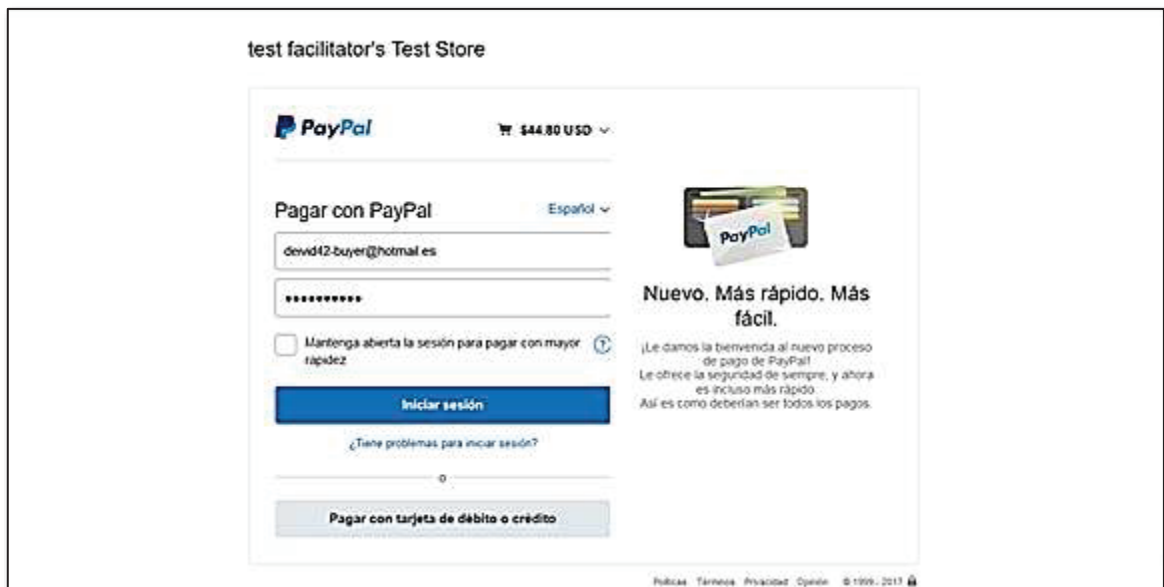 test facilitator's Test Store
PayPal
$44.80 USD
Pagar con PayPal
Español
deivid42-buyer@hotmail.es
••••••••••
Mantenga abierta la sesión para pagar con mayor
rapidez
?
Iniciar sesión
¿Tiene problemas para iniciar sesión?
o
Pagar con tarjeta de débito o crédito
PayPal
Nuevo. Más rápido. Más
fácil.
¡Le damos la bienvenida al nuevo proceso
de pago de PayPal!
Le ofrece la seguridad de siempre, y ahora
es incluso más rápido.
Así es como deberían ser todos los pagos.
Políticas Términos Privacidad Opinión © 1999 - 2017